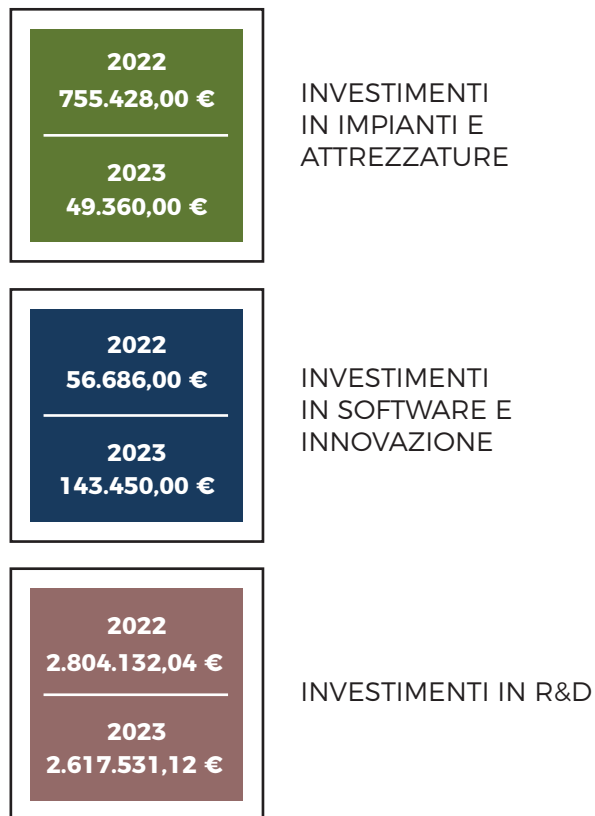 2022
755.428,00 €
2023
49.360,00 €
INVESTIMENTI
IN IMPIANTI E
ATTREZZATURE
2022
56.686,00 €
2023
143.450,00 €
INVESTIMENTI
IN SOFTWARE E
INNOVAZIONE
2022
2.804.132,04 €
2023
2.617.531,12 €
INVESTIMENTI IN R&D